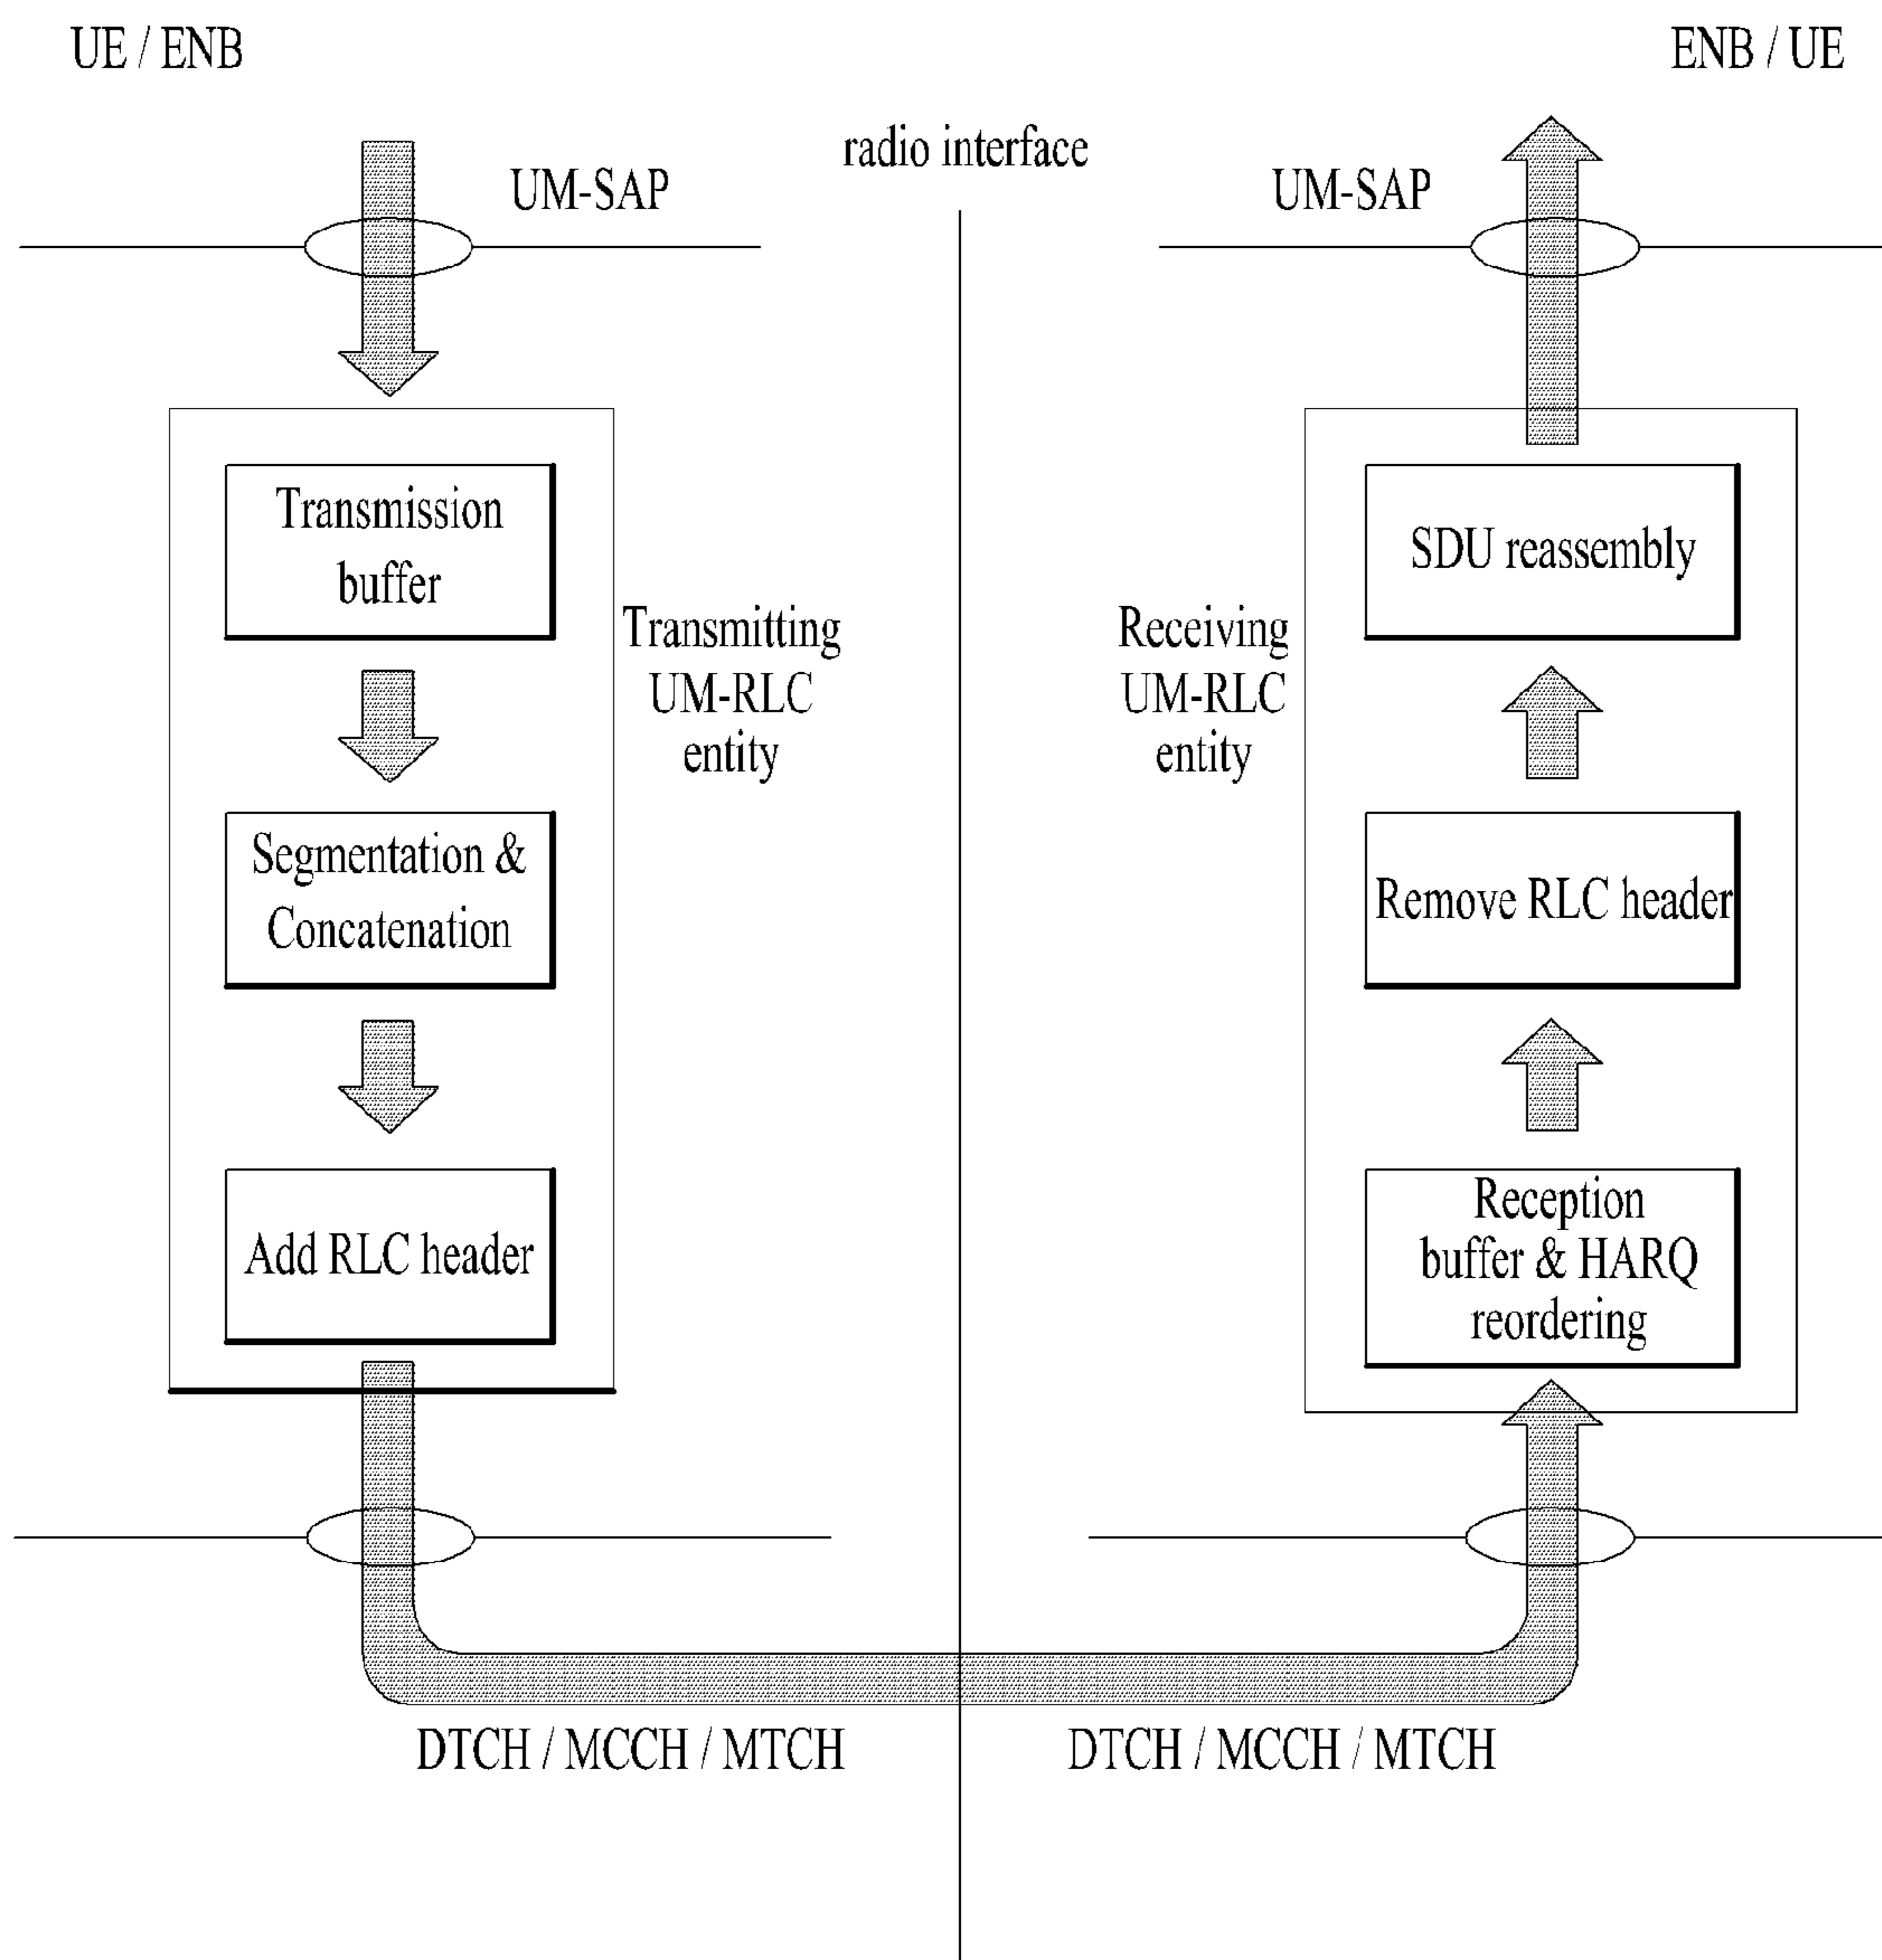 UE / ENB
ENB / UE
radio interface
UM-SAP
UM-SAP
Transmission
buffer
Transmitting
UM-RLC
entity
Segmentation &
Concatenation
Add RLC header
Receiving
UM-RLC
entity
SDU reassembly
Remove RLC header
Reception
buffer & HARQ
reordering
DTCH / MCCH / MTCH
DTCH / MCCH / MTCH